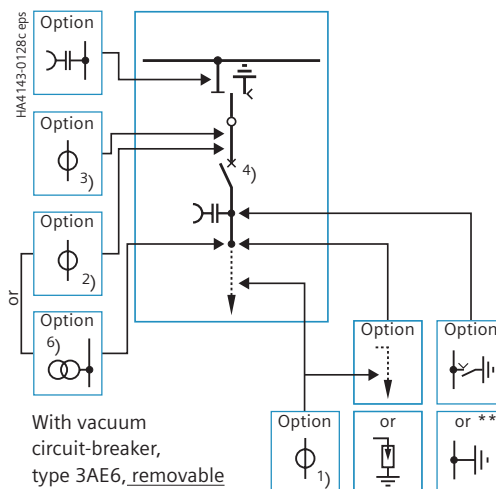 HA4143-0128c eps
Option
Option
3)
4)
Option
2)
or
Option
6)
Option
Option
With vacuum
circuit-breaker,
type 3AE6, removable
Option
1)
or
or **